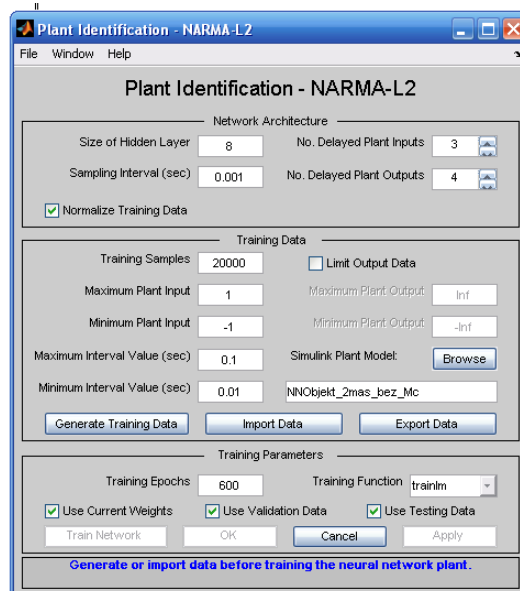 Plant Identification - NARMA-L2
File Window Help
Plant Identification - NARMA-L2
Network Architecture
Size of Hidden Layer 8 No. Delayed Plant Inputs 3
Sampling Interval (sec) 0.001 No. Delayed Plant Outputs 4
Normalize Training Data
Training Data
Training Samples 20000 Limit Output Data
Maximum Plant Input 1 Maximum Plant Output Inf
Minimum Plant Input -1 Minimum Plant Output -Inf
Maximum Interval Value (sec) 0.1 Simulink Plant Model: Browse
Minimum Interval Value (sec) 0.01 NNObjekt_2mas_bez_Mc
Generate Training Data Import Data Export Data
Training Parameters
Training Epochs 600 Training Function trainlm
Use Current Weights Use Validation Data Use Testing Data
Train Network OK Cancel Apply
Generate or import data before training the neural network plant.